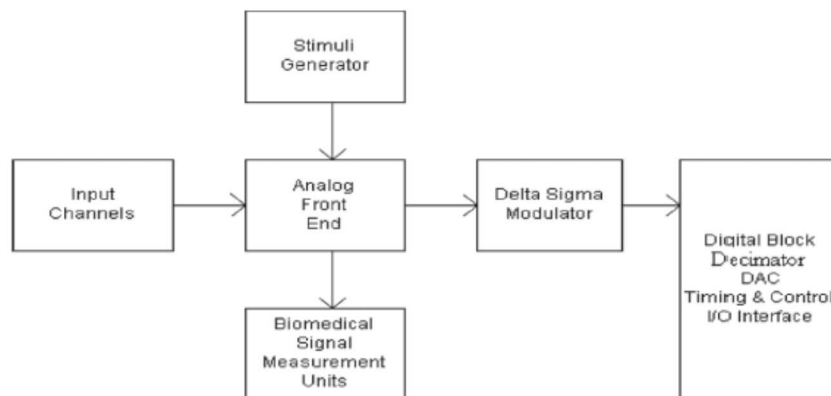 Stimuli
Generator
Input
Channels
Analog
Front
End
Delta Sigma
Modulator
Digital Block
Decimator
DAC
Timing & Control
I/O Interface
Biomedical
Signal
Measurement
Units